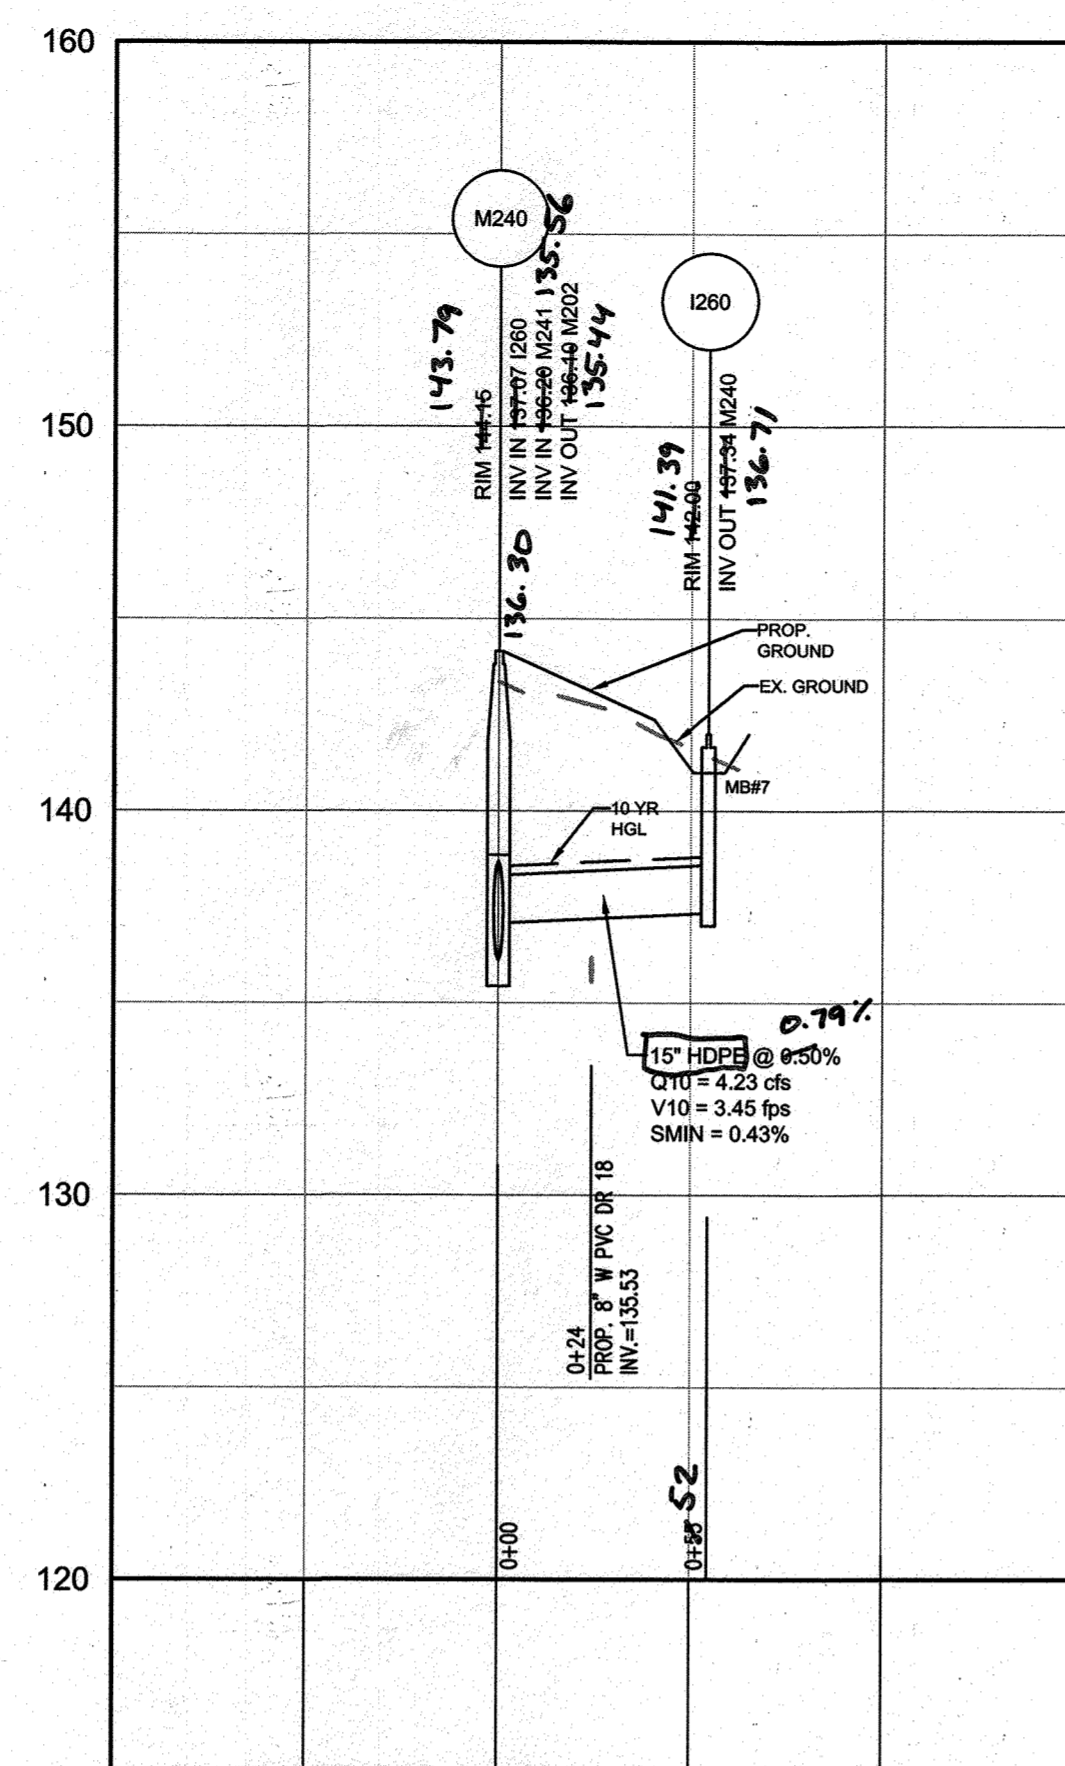 160
M240
I260
143.79
RIM 144.15
INV IN 137.07 I260
INV IN 136.20 M241 135.56
INV OUT 136.10 M202
135.44
136.30
141.39
RIM 142.00
INV OUT 137.34 M240
136.71
150
PROP.
GROUND
EX. GROUND
MB#7
140
10 YR
HGL
0.79%
15" HDPE @ 0.50%
Q10 = 4.23 cfs
V10 = 3.45 fps
SMIN = 0.43%
130
0+24
PROP. 8" W PVC DR 18
INV.=135.53
0+00
0+55 52
120